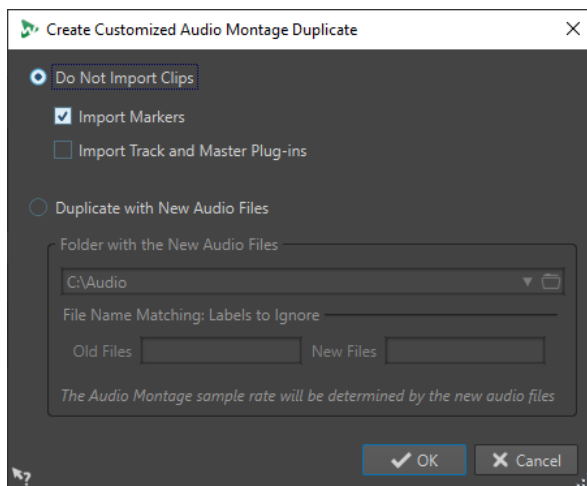 Create Customized Audio Montage Duplicate
Do Not Import Clips
Import Markers
Import Track and Master Plug-ins
Duplicate with New Audio Files
Folder with the New Audio Files
C:\Audio
File Name Matching: Labels to Ignore
Old Files New Files
The Audio Montage sample rate will be determined by the new audio files
OK Cancel